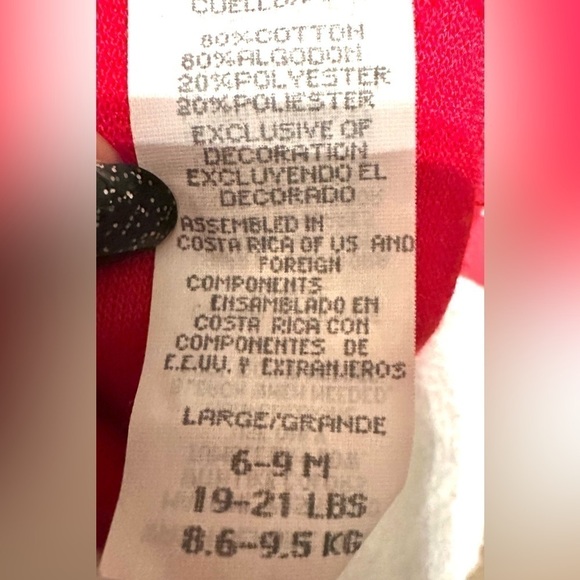 80%COTTON
80%ALGODON
20%POLYESTER
20%POLIESTER
EXCLUSIVE OF
DECORATION
EXCLUYENDO EL
DECORADO
ASSEMBLED IN
COSTA RICA OF US AND
FOREIGN
COMPONENTS
ENSAMBLADO EN
COSTA RICA CON
COMPONENTES DE
E.E.UU. Y EXTRANJEROS
LARGE/GRANDE
6-9 M
19-21 LBS
8.6-9.5 KG